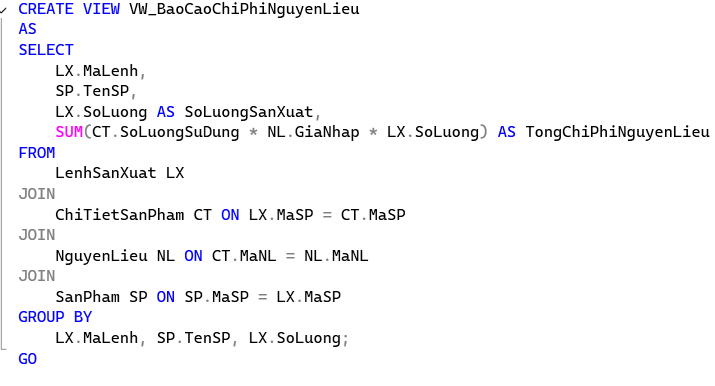 CREATE VIEW VW_BaoCaoChiPhiNguyenLieu
AS
SELECT
    LX.MaLenh,
    SP.TenSP,
    LX.SoLuong AS SoLuongSanXuat,
    SUM(CT.SoLuongSuDung * NL.GiaNhap * LX.SoLuong) AS TongChiPhiNguyenLieu
FROM
    LenhSanXuat LX
JOIN
    ChiTietSanPham CT ON LX.MaSP = CT.MaSP
JOIN
    NguyenLieu NL ON CT.MaNL = NL.MaNL
JOIN
    SanPham SP ON SP.MaSP = LX.MaSP
GROUP BY
    LX.MaLenh, SP.TenSP, LX.SoLuong;
GO